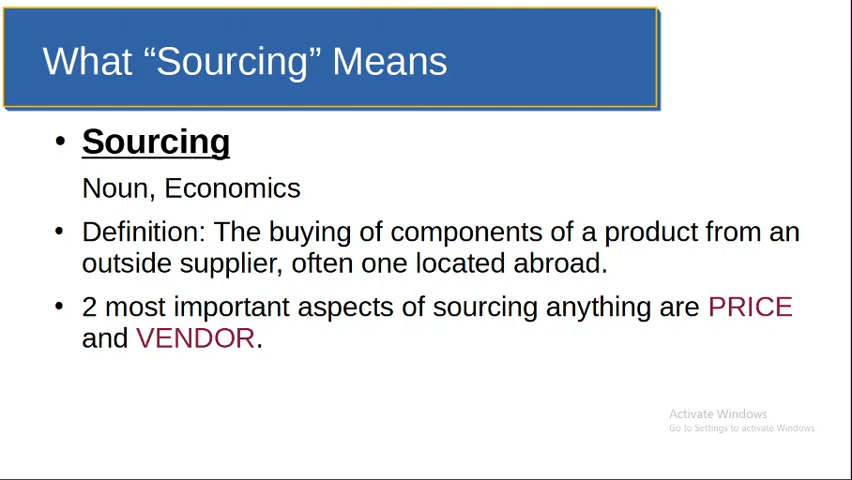 What “Sourcing” Means
• Sourcing
Noun, Economics
• Definition: The buying of components of a product from an
outside supplier, often one located abroad.
• 2 most important aspects of sourcing anything are PRICE
and VENDOR.
Activate Windows
Go to Settings to activate Windows.